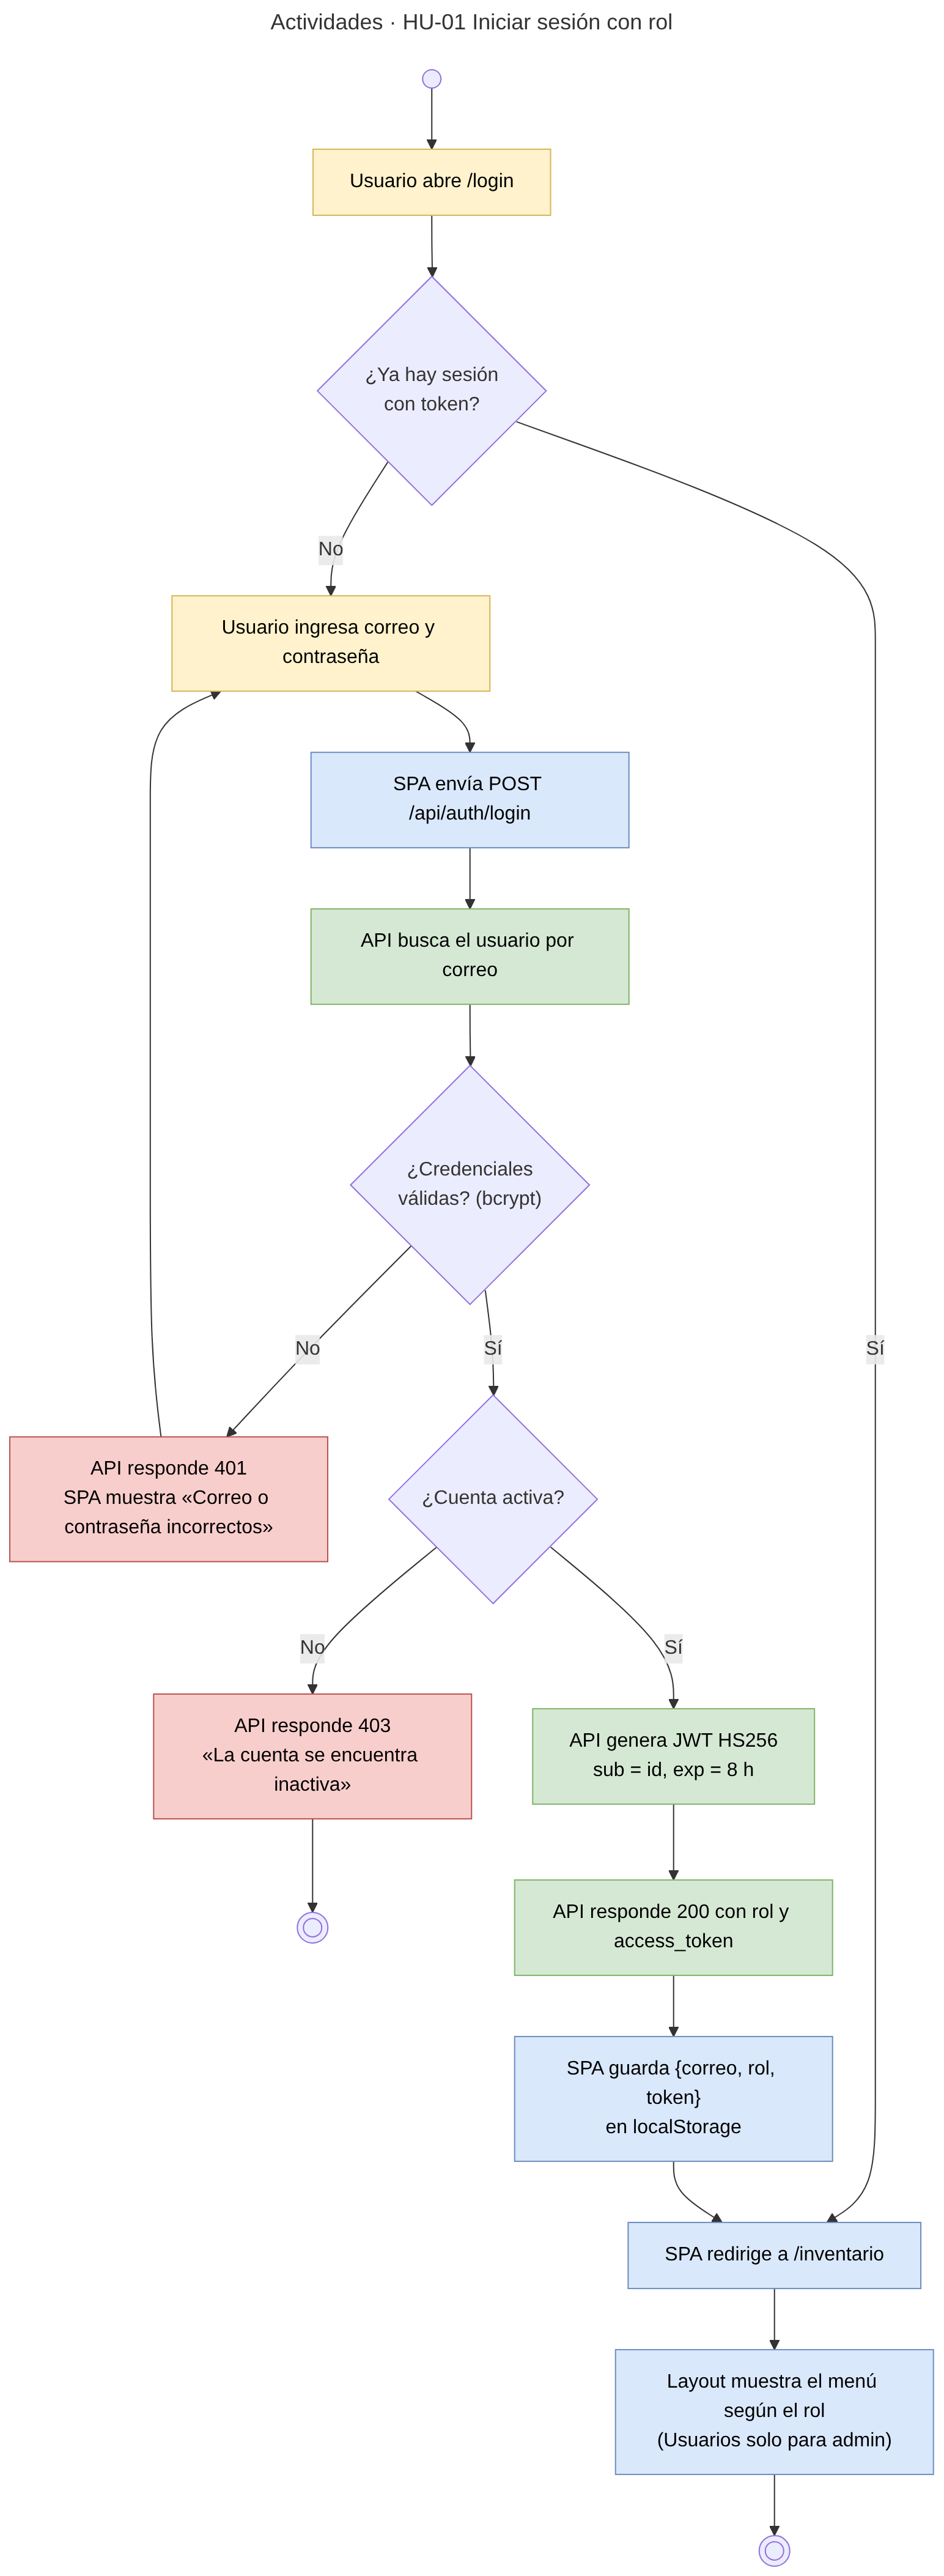 Actividades · HU-01 Iniciar sesión con rol
Usuario abre /login
¿Ya hay sesión
con token?
No
Usuario ingresa correo y
contraseña
SPA envía POST
/api/auth/login
API busca el usuario por
correo
¿Credenciales
válidas? (bcrypt)
No
Sí
Sí
API responde 401
SPA muestra «Correo o
contraseña incorrectos»
¿Cuenta activa?
No
Sí
API responde 403
«La cuenta se encuentra
inactiva»
API genera JWT HS256
sub = id, exp = 8 h
API responde 200 con rol y
access_token
SPA guarda {correo, rol,
token}
en localStorage
SPA redirige a /inventario
Layout muestra el menú
según el rol
(Usuarios solo para admin)